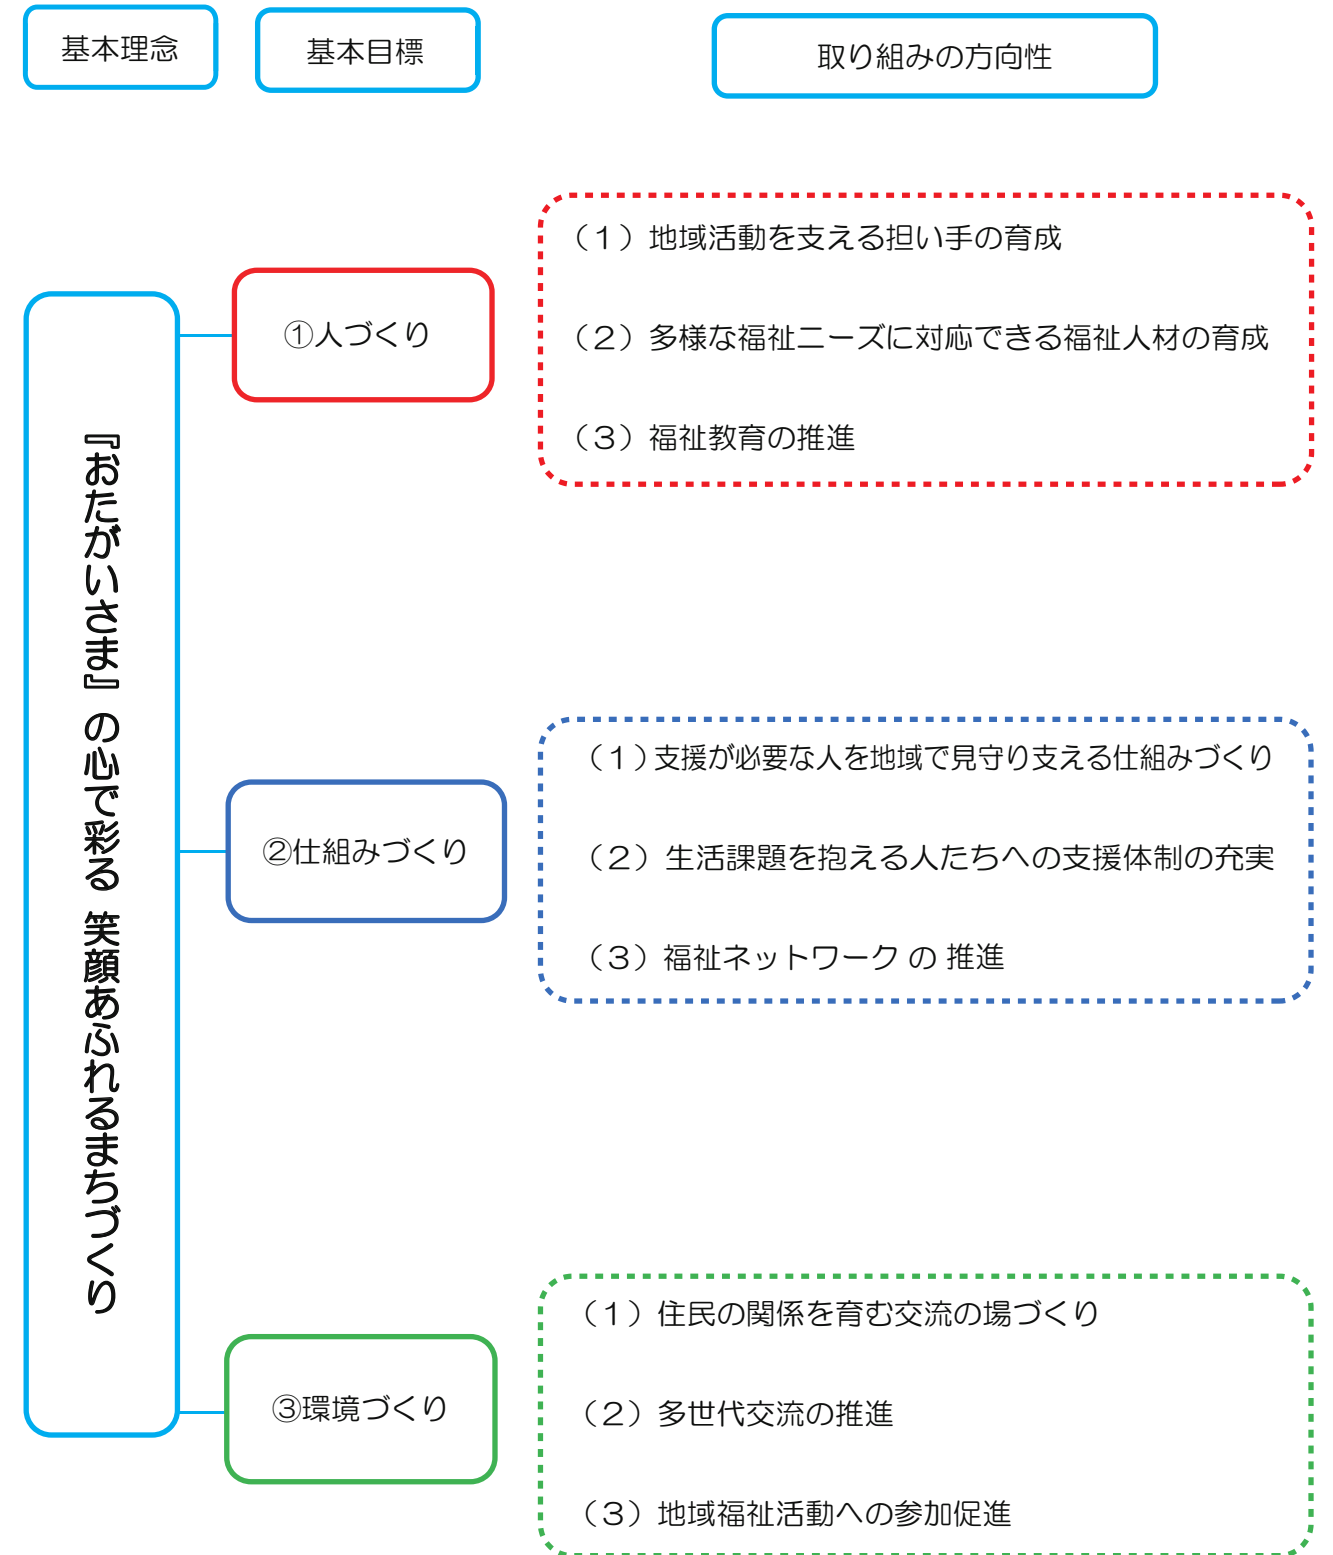 基本理念
基本目標
取り組みの方向性
『おたがいさま』の心で彩る 笑顔あふれるまちづくり
①人づくり
（１）地域活動を支える担い手の育成
（２）多様な福祉ニーズに対応できる福祉人材の育成
（３）福祉教育の推進
②仕組みづくり
（１）支援が必要な人を地域で見守り支える仕組みづくり
（２）生活課題を抱える人たちへの支援体制の充実
（３）福祉ネットワーク の 推進
③環境づくり
（１）住民の関係を育む交流の場づくり
（２）多世代交流の推進
（３）地域福祉活動への参加促進